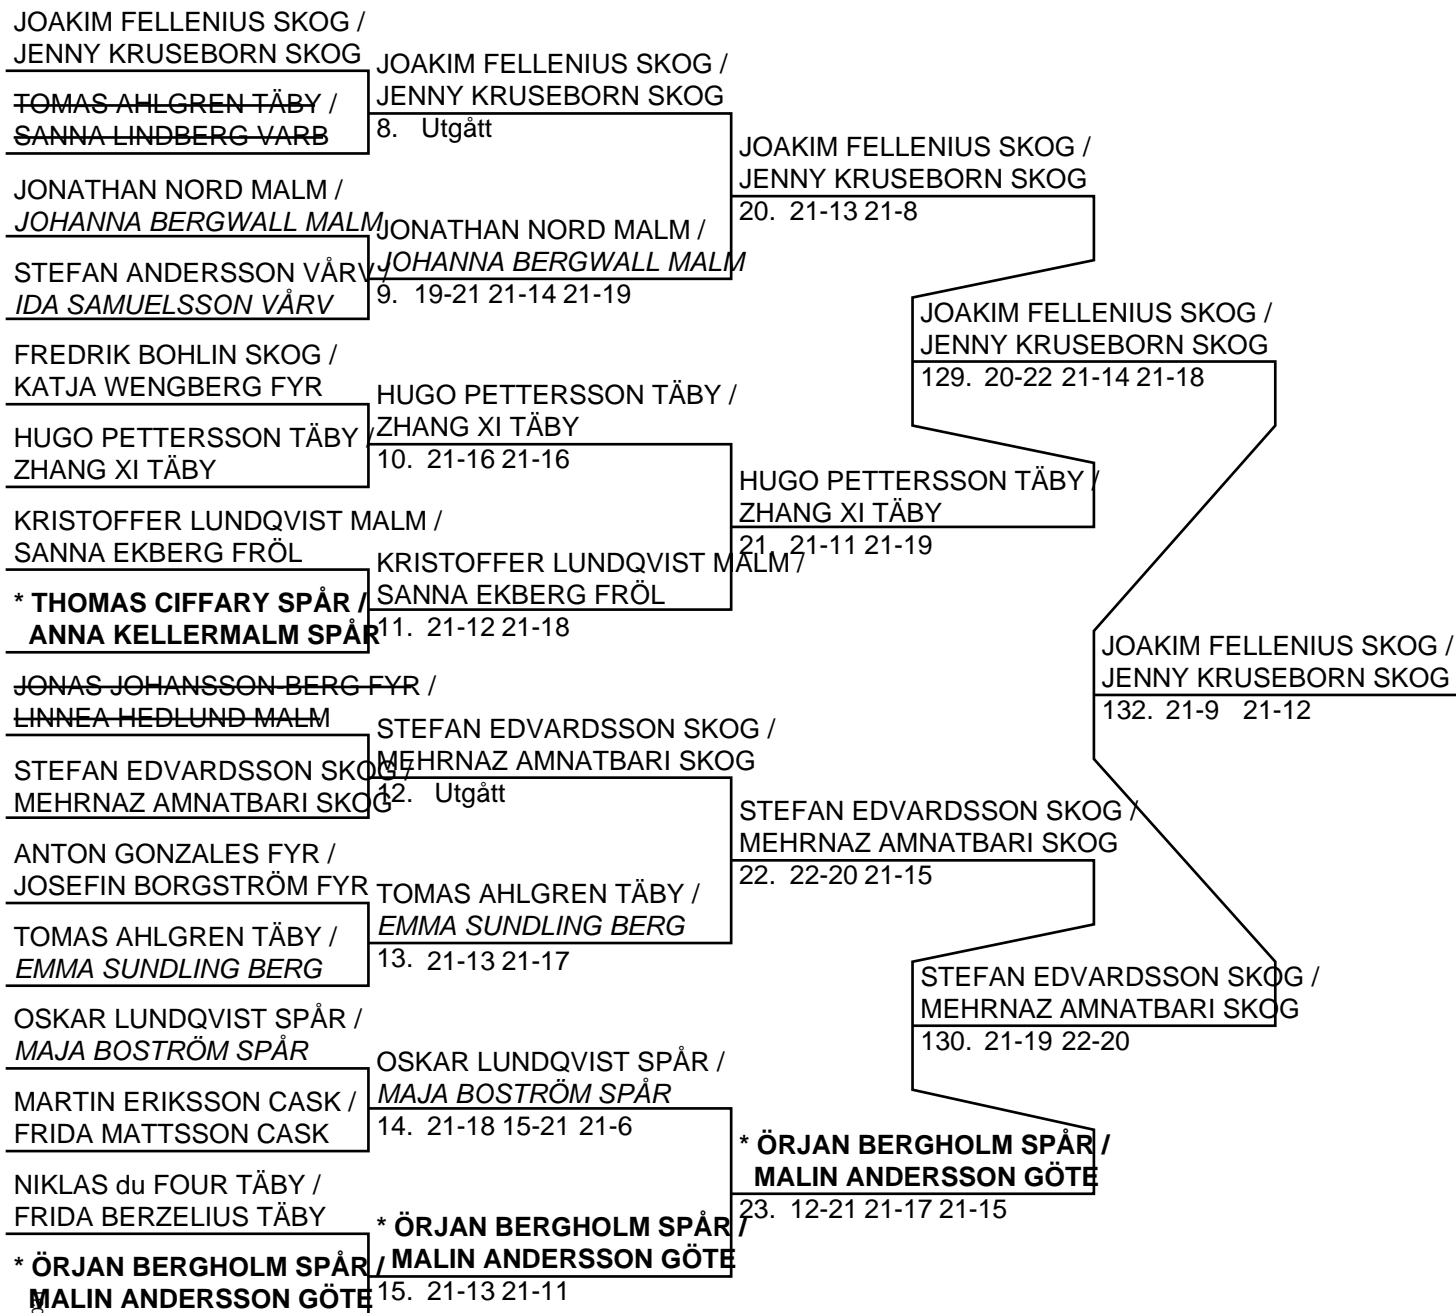 JOAKIM FELLENIUS SKOG /
JENNY KRUSEBORN SKOG
TOMAS AHLGREN TÄBY /
SANNA LINDBERG VARB
JONATHAN NORD MALM /
JOHANNA BERGWALL MALM
STEFAN ANDERSSON VÅRV /
IDA SAMUELSSON VÅRV
FREDRIK BOHLIN SKOG /
KATJA WENGBERG FYR
HUGO PETTERSSON TÄBY /
ZHANG XI TÄBY
KRISTOFFER LUNDQVIST MALM /
SANNA EKBERG FRÖL
* THOMAS CIFFARY SPÅR /
ANNA KELLERMALM SPÅR
JONAS JOHANSSON-BERG FYR /
LINNEA HEDLUND MALM
STEFAN EDVARDSSON SKOG /
MEHRNAZ AMNATBARI SKOG
ANTON GONZALES FYR /
JOSEFIN BORGSTRÖM FYR
TOMAS AHLGREN TÄBY /
EMMA SUNDLING BERG
OSKAR LUNDQVIST SPÅR /
MAJA BOSTRÖM SPÅR
MARTIN ERIKSSON CASK /
FRIDA MATTSSON CASK
NIKLAS du FOUR TÄBY /
FRIDA BERZELIUS TÄBY
* ÖRJAN BERGHOLM SPÅR /
MALIN ANDERSSON GÖTE
JOAKIM FELLENIUS SKOG /
JENNY KRUSEBORN SKOG
8. Utgått
JONATHAN NORD MALM /
JOHANNA BERGWALL MALM
9. 19-21 21-14 21-19
HUGO PETTERSSON TÄBY /
ZHANG XI TÄBY
10. 21-16 21-16
KRISTOFFER LUNDQVIST MALM /
SANNA EKBERG FRÖL
11. 21-12 21-18
STEFAN EDVARDSSON SKOG /
MEHRNAZ AMNATBARI SKOG
12. Utgått
TOMAS AHLGREN TÄBY /
EMMA SUNDLING BERG
13. 21-13 21-17
OSKAR LUNDQVIST SPÅR /
MAJA BOSTRÖM SPÅR
14. 21-18 15-21 21-6
* ÖRJAN BERGHOLM SPÅR /
MALIN ANDERSSON GÖTE
15. 21-13 21-11
JOAKIM FELLENIUS SKOG /
JENNY KRUSEBORN SKOG
20. 21-13 21-8
HUGO PETTERSSON TÄBY /
ZHANG XI TÄBY
21. 21-11 21-19
STEFAN EDVARDSSON SKOG /
MEHRNAZ AMNATBARI SKOG
22. 22-20 21-15
* ÖRJAN BERGHOLM SPÅR /
MALIN ANDERSSON GÖTE
23. 12-21 21-17 21-15
JOAKIM FELLENIUS SKOG /
JENNY KRUSEBORN SKOG
129. 20-22 21-14 21-18
STEFAN EDVARDSSON SKOG /
MEHRNAZ AMNATBARI SKOG
130. 21-19 22-20
JOAKIM FELLENIUS SKOG /
JENNY KRUSEBORN SKOG
132. 21-9 21-12